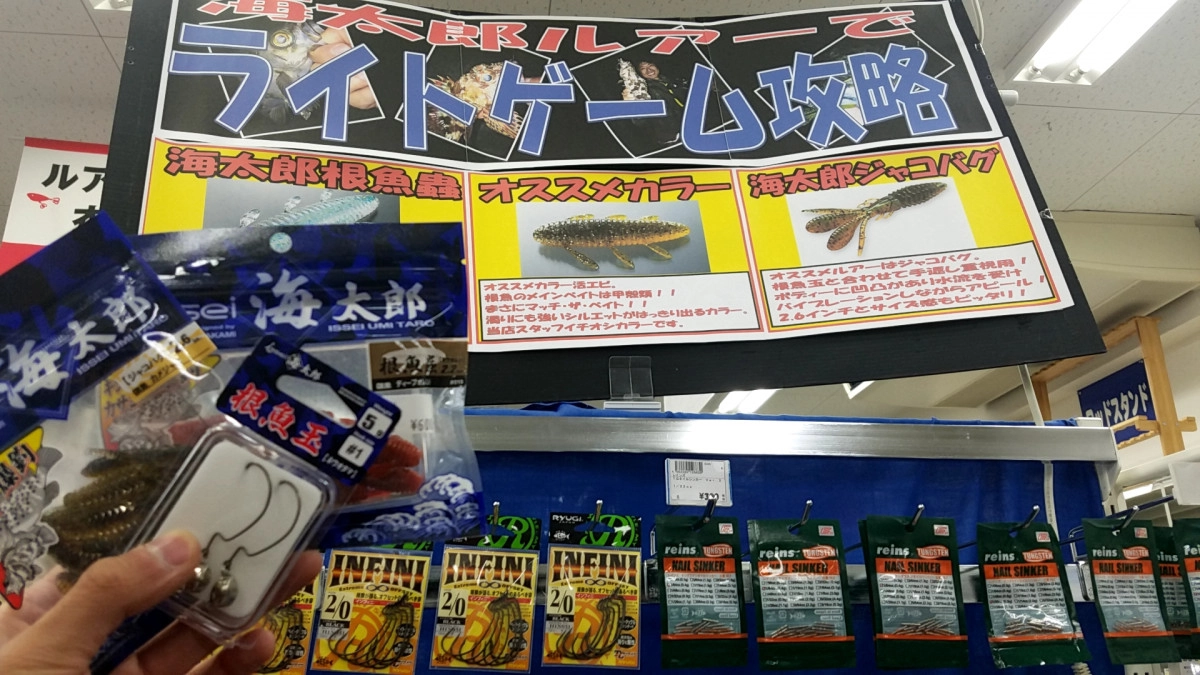 海太郎ルアーで
ライトゲーム攻略
海太郎根魚蟲
オススメカラー
オススメカラー活エビ。
根魚のメインベイトは甲殻類!!
まさにマッチ・ザ・ベイト!!
濁りにも強いシルエットがはっきり出るカラー。
当店スタッフイチオシカラーです。
海太郎ジャコバグ
オススメルアーはジャコバグ。
根魚玉と合わせて手返し重視用!
ボディーに凹凸があり水流を受け
バイブレーションしながらアピール!
2.6インチとサイズ感もピッタリ!
ルア
海太郎
ISSEI UMI TARO
issei
海太郎
ISSEI UMI TARO
海太郎
根魚玉
5g
#1
ロッドスタンド
RYUGI
INFINI
2/0
BLACK
INFINI
2/0
BLACK
INFINI
2/0
BLACK
reins TUNGSTEN
NAIL SINKER
reins TUNGSTEN
NAIL SINKER
reins TUNGSTEN
NAIL SINKER
reins TUNGSTEN
NAIL SINKER
reins TUNGSTEN
NAIL SINKER